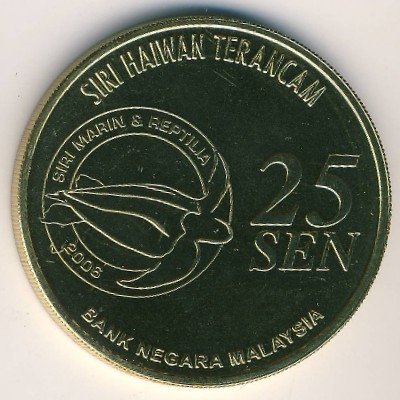 SIRI HAIWAN TERANCAM
SIRI MARIN & REPTILIA
2006
25
SEN
BANK NEGARA MALAYSIA